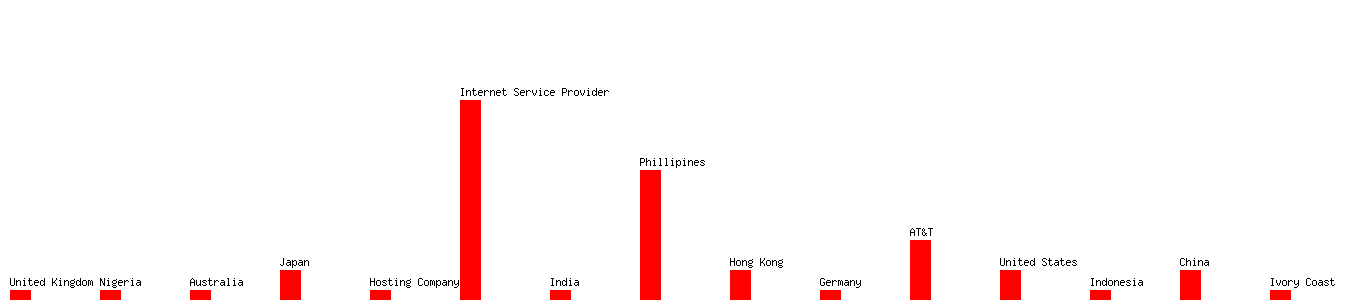 Internet Service Provider
Phillipines
AT&T
Japan
Hong Kong
United States
China
United Kingdom
Nigeria
Australia
Hosting Company
India
Germany
Indonesia
Ivory Coast